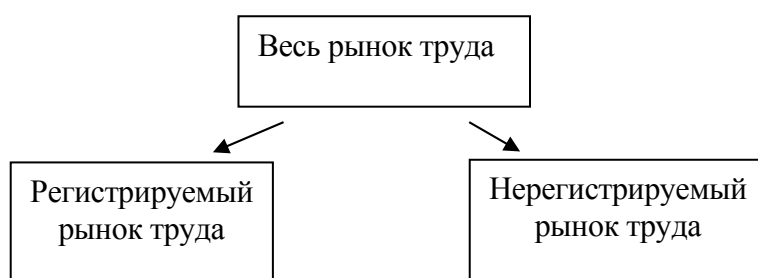 Весь рынок труда
Регистрируемый
рынок труда
Нерегистрируемый
рынок труда